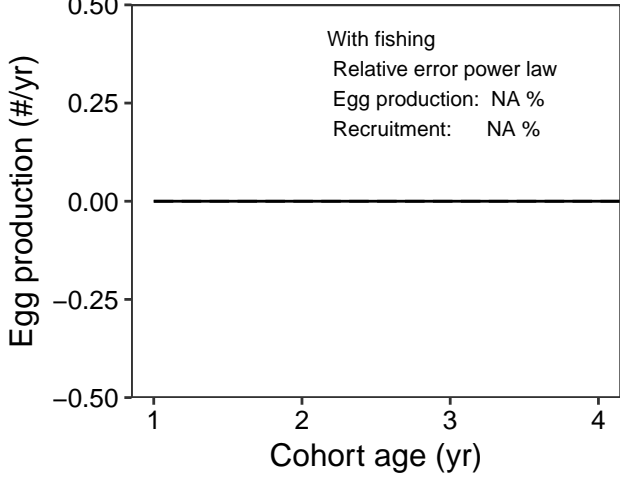 0.50
With fishing
Relative error power law
Egg production: NA %
Recruitment: NA %
0.25
0.00
−0.25
−0.50
Egg production (#/yr)
1 2 3 4
Cohort age (yr)